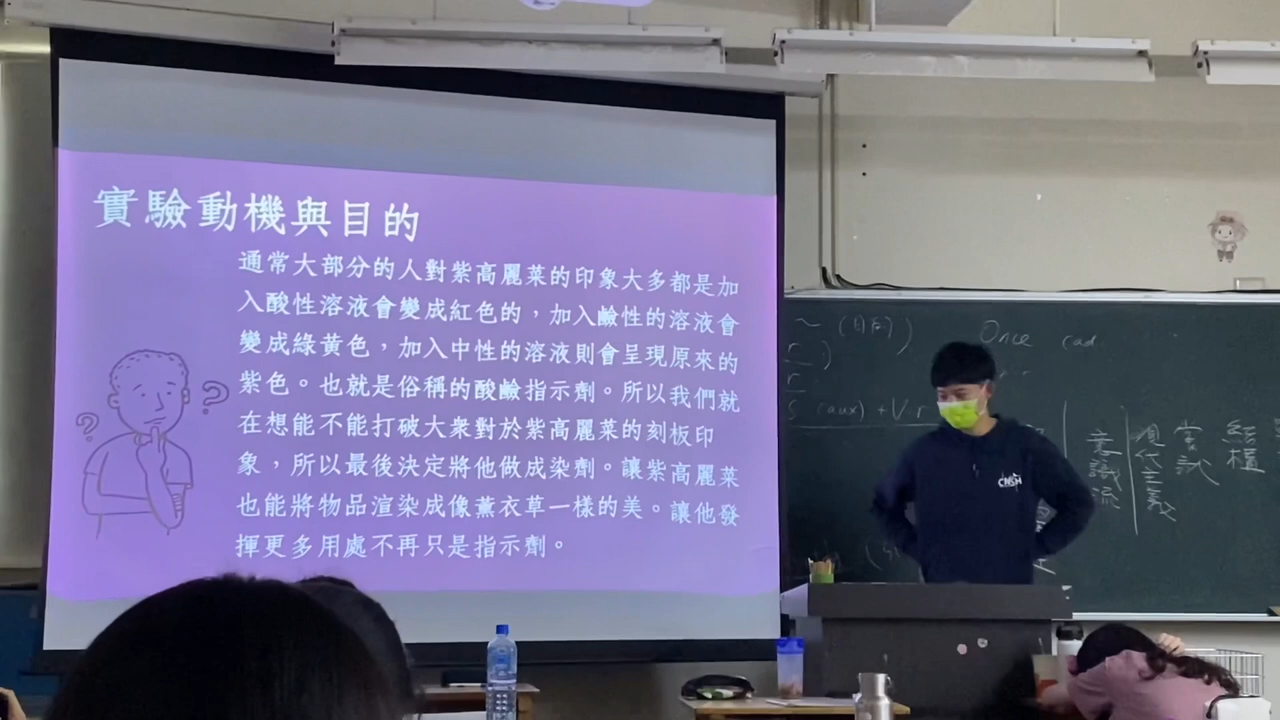 實驗動機與目的
通常大部分的人對紫高麗菜的印象大多都是加
入酸性溶液會變成紅色的，加入鹼性的溶液會
變成綠黃色，加入中性的溶液則會呈現原來的
紫色。也就是俗稱的酸鹼指示劑。所以我們就
在想能不能打破大眾對於紫高麗菜的刻板印
象，所以最後決定將他做成染劑。讓紫高麗菜
也能將物品渲染成像薰衣草一樣的美。讓他發
揮更多用處不再只是指示劑。
Once
(aux) + V
意識流
現代主義
CNSH